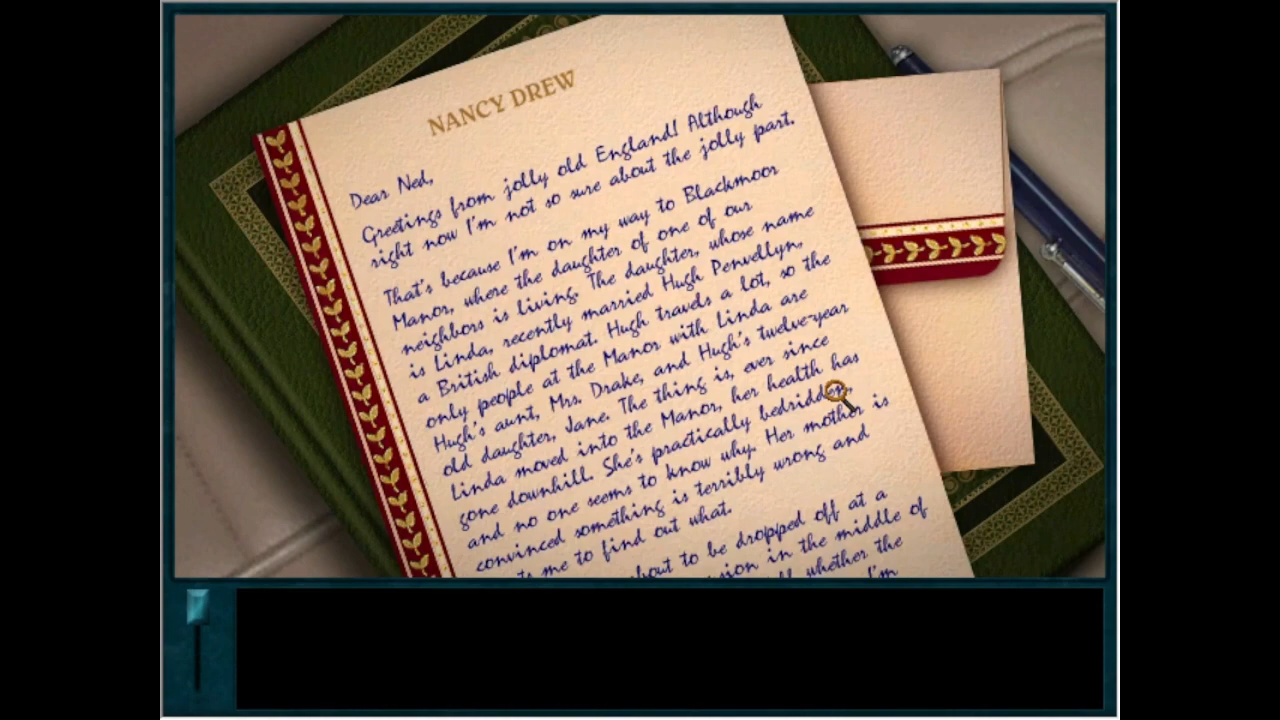 NANCY DREW
Dear Ned,
Greetings from jolly old England! Although
right now I'm not so sure about the jolly part.
That's because I'm on my way to Blackmoor
Manor, where the daughter of one of our
neighbors is living. The daughter, whose name
is Linda, recently married Hugh Penvellyn,
a British diplomat. Hugh travels a lot, so the
only people at the Manor with Linda are
Hugh's aunt, Mrs. Drake, and Hugh's twelve-year
old daughter, Jane. The thing is, ever since
Linda moved into the Manor, her health has
gone downhill. She's practically bedridden,
and no one seems to know why. Her mother is
convinced something is terribly wrong and
me to find out what.
about to be dropped off at a
in the middle of
whether the
I'm